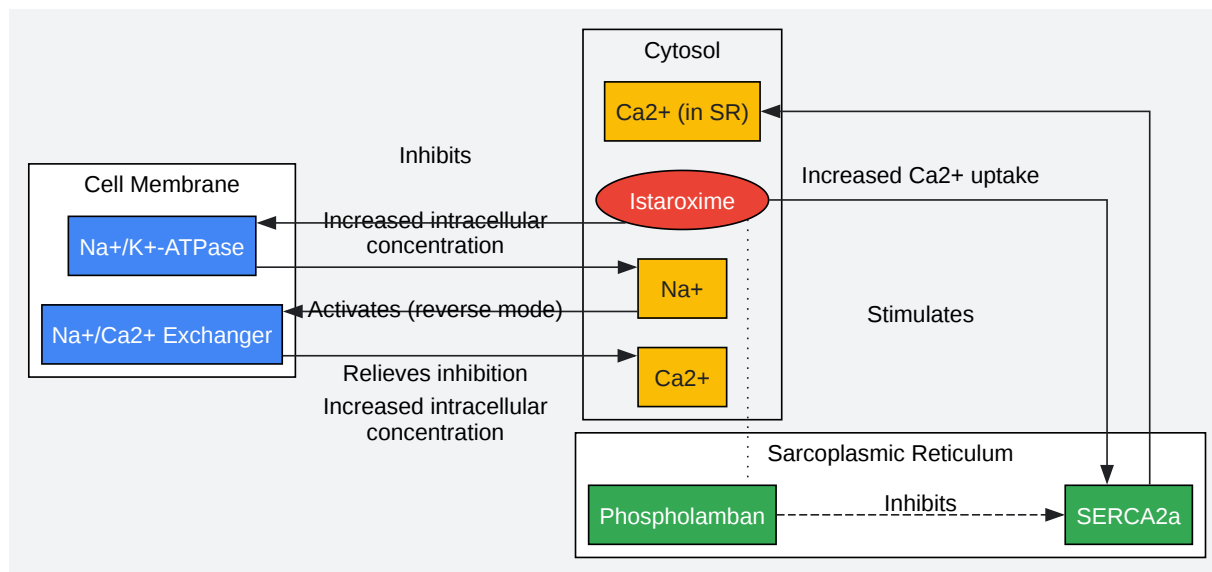 Cytosol
Ca2+ (in SR)
Inhibits
Increased Ca2+ uptake
Cell Membrane
Istaroxime
Increased intracellular
concentration
Na+/K+-ATPase
Na+
Activates (reverse mode)
Stimulates
Na+/Ca2+ Exchanger
Relieves inhibition
Ca2+
Increased intracellular
concentration
Sarcoplasmic Reticulum
Phospholamban
Inhibits
SERCA2a